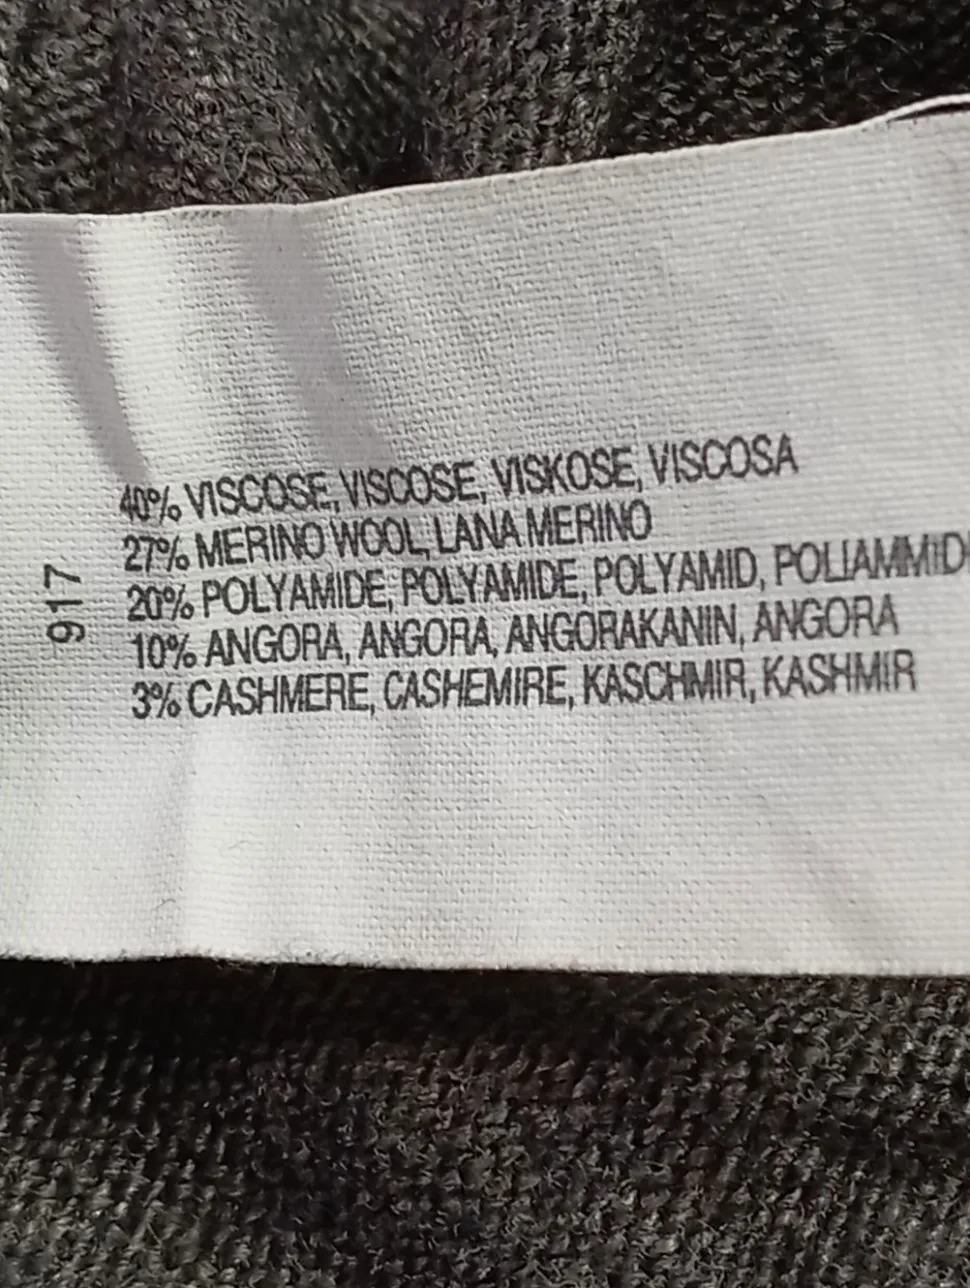 40% VISCOSE, VISCOSE, VISKOSE, VISCOSA
27% MERINO WOOL, LANA MERINO
20% POLYAMIDE, POLYAMIDE, POLYAMID, POLIAMMID
10% ANGORA, ANGORA, ANGORAKANIN, ANGORA
3% CASHMERE, CASHEMIRE, KASCHMIR, KASHMIR
917